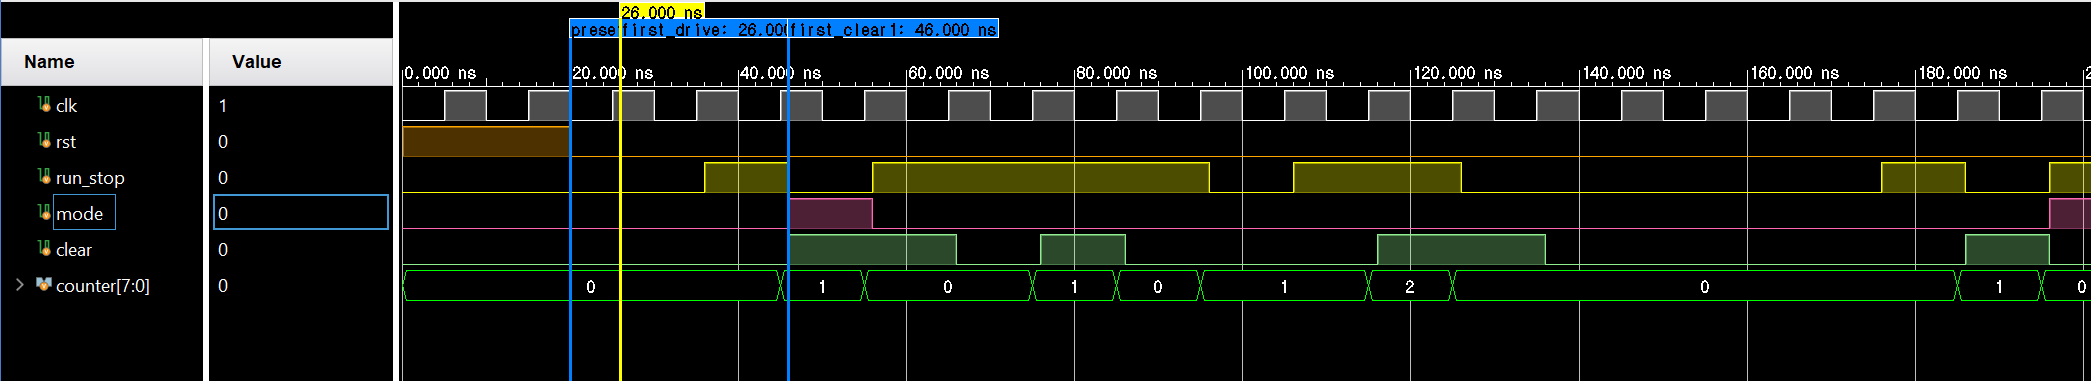 26,000 ns
prese first_drive: 26.000 first_clear1: 46.000 ns
Name Value
0.000 ns 20.000 ns 40.000 ns 60.000 ns 80.000 ns 100.000 ns 120.000 ns 140.000 ns 160.000 ns 180.000 ns
clk 1
rst 0
run_stop 0
mode 0
clear 0
counter[7:0] 0 0 1 0 1 0 1 2 0 1 0